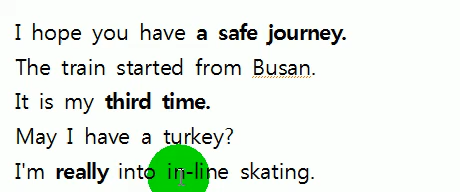 I hope you have a safe journey.
The train started from Busan.
It is my third time.
May I have a turkey?
I'm really into in-line skating.